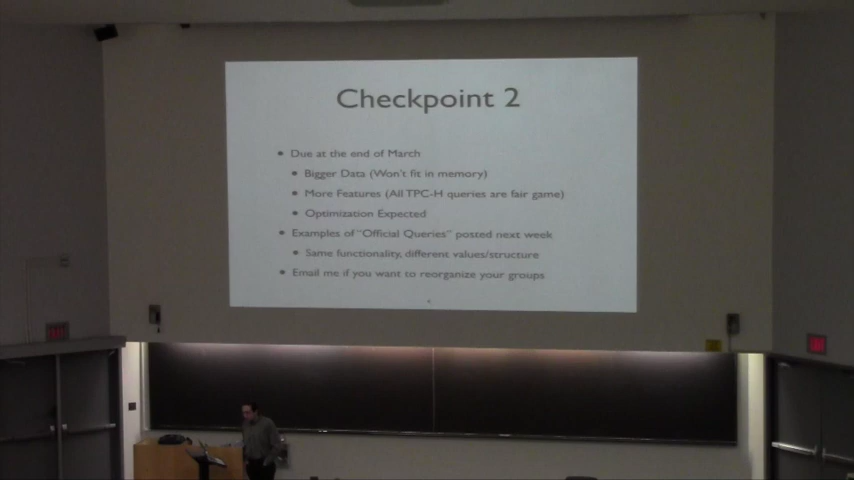 Checkpoint 2
• Due at the end of March
• Bigger Data (Won't fit in memory)
• More Features (All TPC-H queries are fair game)
• Optimization Expected
• Examples of "Official Queries" posted next week
• Same functionality, different values/structure
• Email me if you want to reorganize your groups